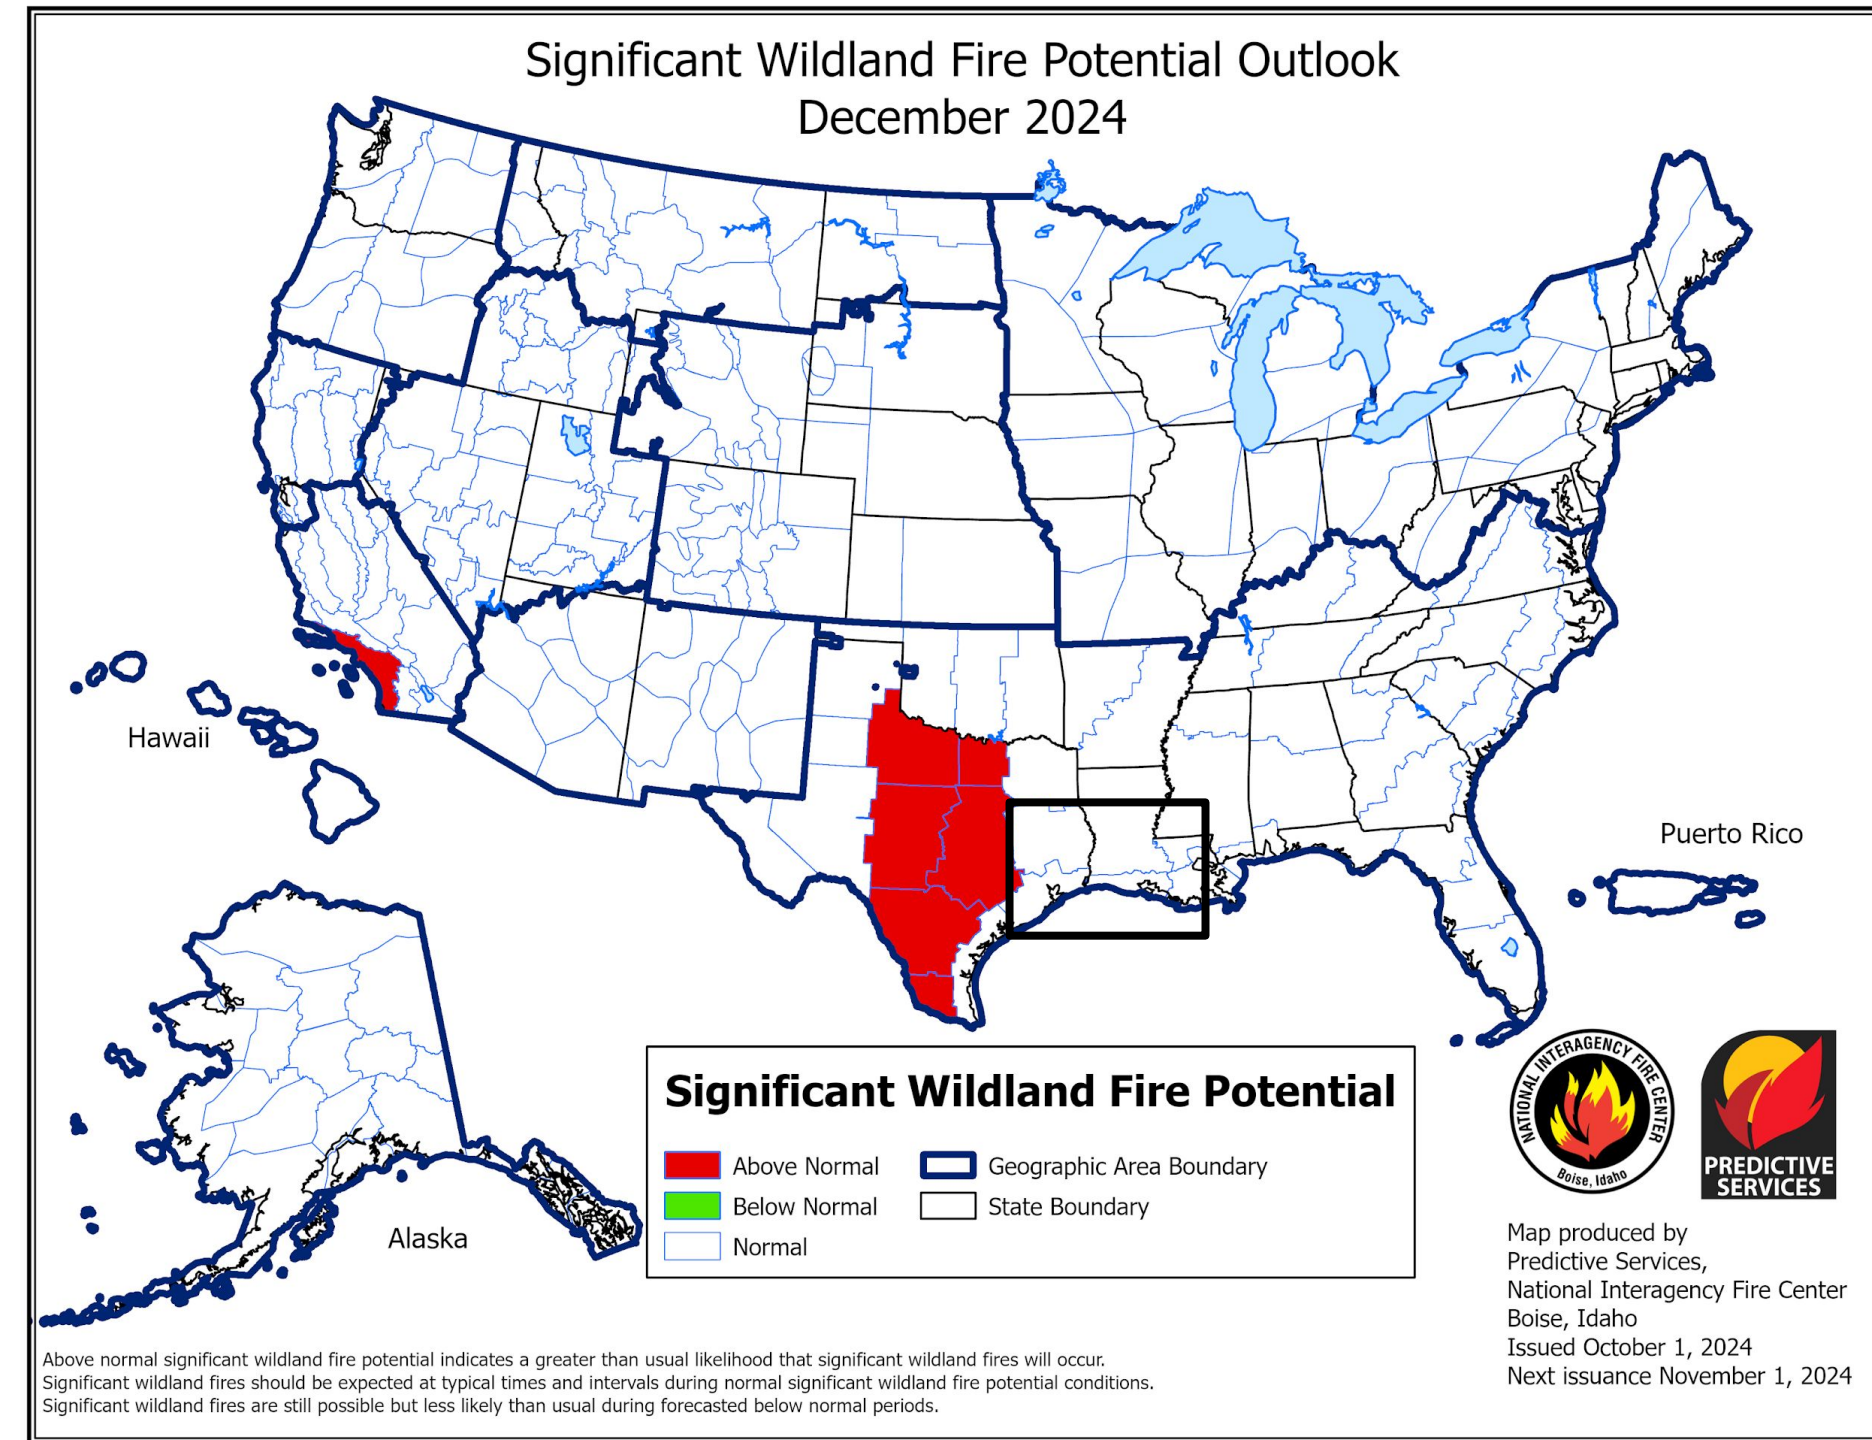 Significant Wildland Fire Potential Outlook
December 2024
Hawaii
Puerto Rico
Alaska
Significant Wildland Fire Potential
Above Normal
Geographic Area Boundary
Below Normal
State Boundary
Normal
NATIONAL INTERAGENCY FIRE CENTER
Boise, Idaho
PREDICTIVE
SERVICES
Map produced by
Predictive Services,
National Interagency Fire Center
Boise, Idaho
Issued October 1, 2024
Next issuance November 1, 2024
Above normal significant wildland fire potential indicates a greater than usual likelihood that significant wildland fires will occur.
Significant wildland fires should be expected at typical times and intervals during normal significant wildland fire potential conditions.
Significant wildland fires are still possible but less likely than usual during forecasted below normal periods.